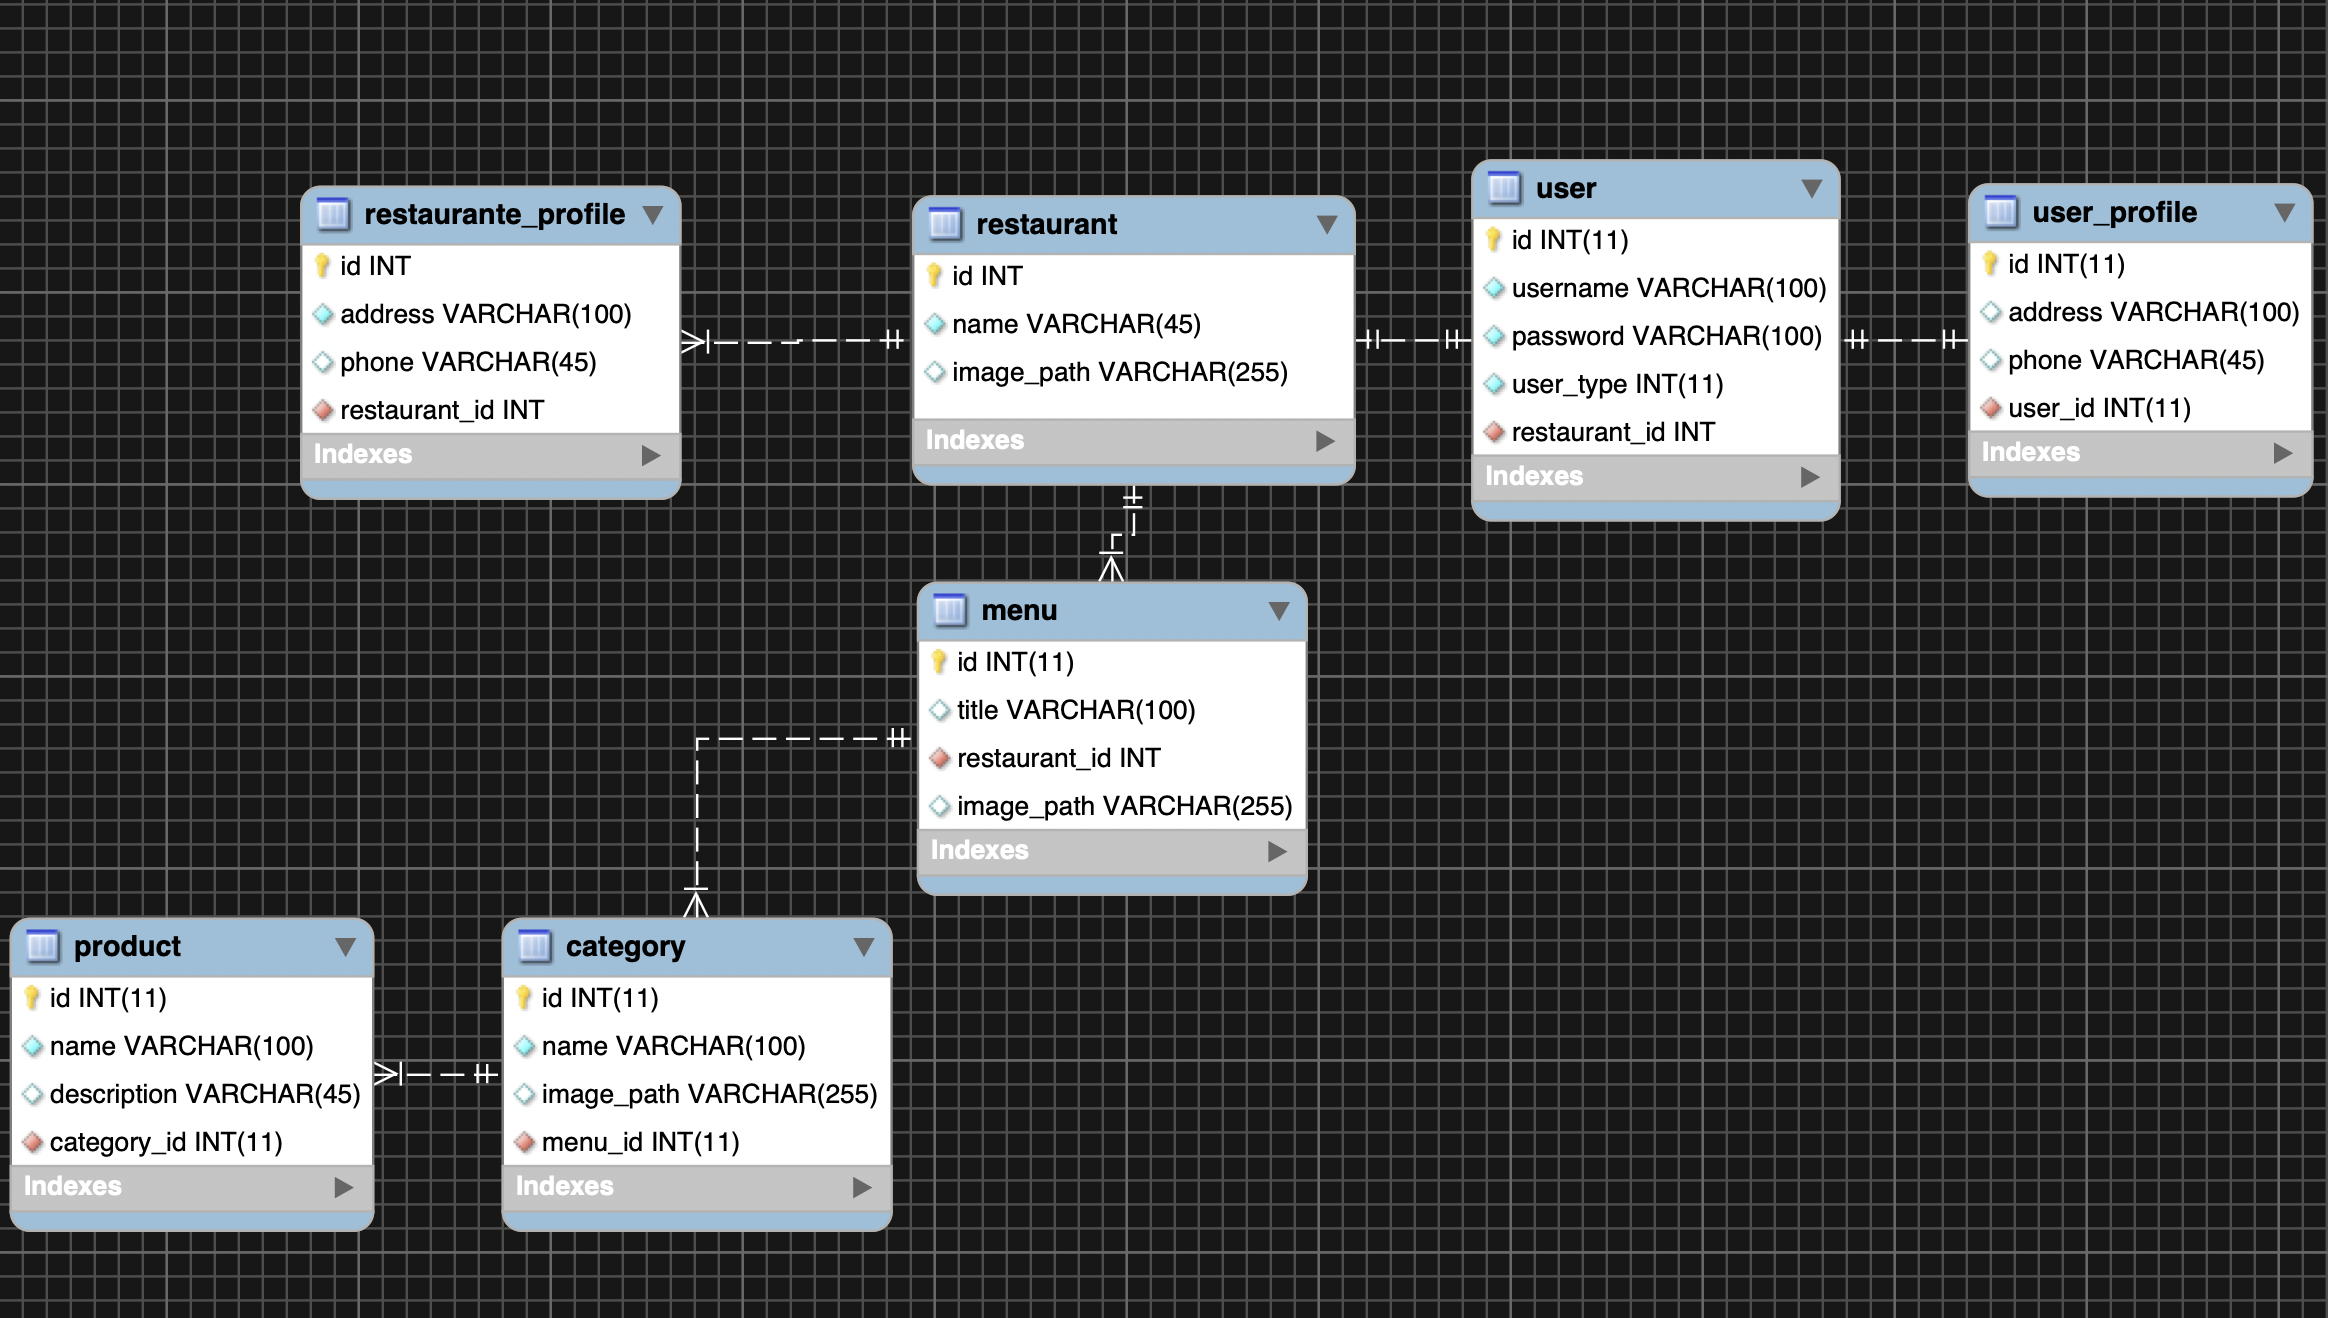 restaurante_profile
id INT
address VARCHAR(100)
phone VARCHAR(45)
restaurant_id INT
Indexes
restaurant
id INT
name VARCHAR(45)
image_path VARCHAR(255)
Indexes
user
id INT(11)
username VARCHAR(100)
password VARCHAR(100)
user_type INT(11)
restaurant_id INT
Indexes
user_profile
id INT(11)
address VARCHAR(100)
phone VARCHAR(45)
user_id INT(11)
Indexes
menu
id INT(11)
title VARCHAR(100)
restaurant_id INT
image_path VARCHAR(255)
Indexes
product
id INT(11)
name VARCHAR(100)
description VARCHAR(45)
category_id INT(11)
Indexes
category
id INT(11)
name VARCHAR(100)
image_path VARCHAR(255)
menu_id INT(11)
Indexes